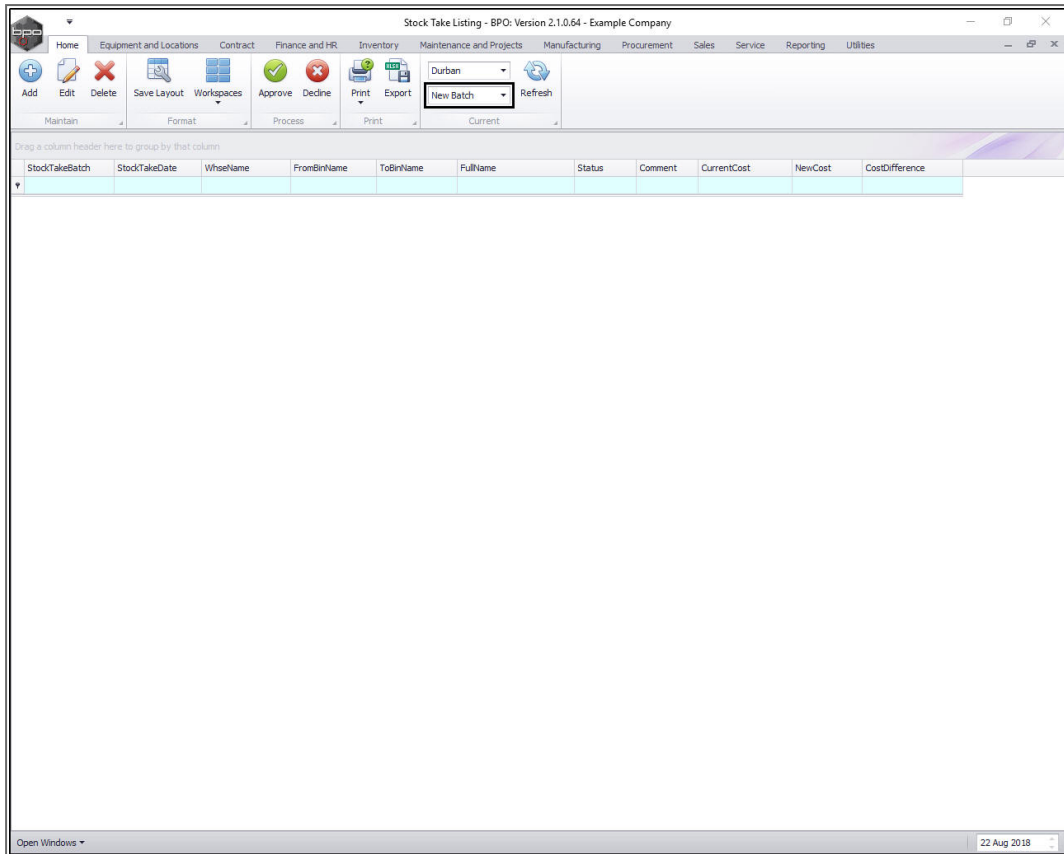 Stock Take Listing - BPO: Version 2.1.0.64 - Example Company
bpo
Home Equipment and Locations Contract Finance and HR Inventory Maintenance and Projects Manufacturing Procurement Sales Service Reporting Utilities
Durban
Add Edit Delete Save Layout Workspaces Approve Decline Print Export New Batch Refresh
Maintain Format Process Print Current
Drag a column header here to group by that column
StockTakeBatch StockTakeDate WhseName FromBinName ToBinName FullName Status Comment CurrentCost NewCost CostDifference
Open Windows 22 Aug 2018